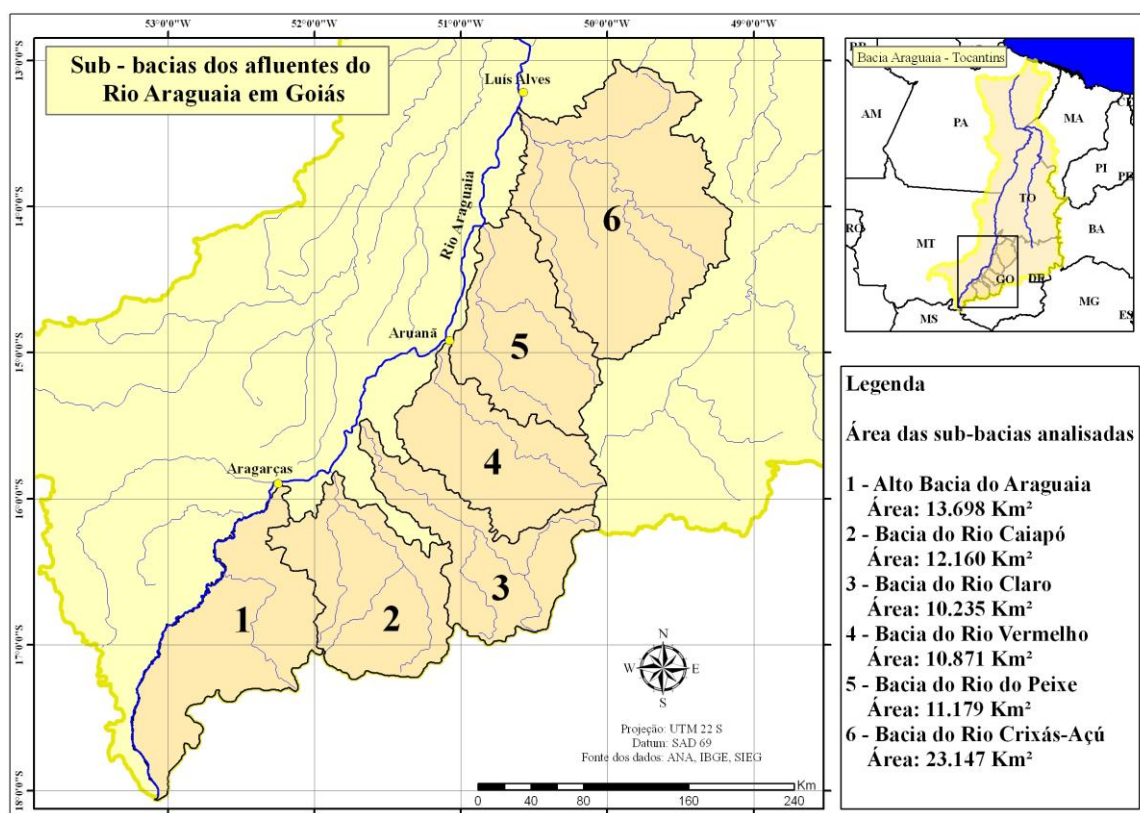 53°0'0"W
52°0'0"W
51°0'0"W
50°0'0"W
49°0'0"W
13°0'0"S
14°0'0"S
15°0'0"S
16°0'0"S
17°0'0"S
18°0'0"S
Sub - bacias dos afluentes do
Rio Araguaia em Goiás
Luís Alves
Rio Araguaia
Aruanã
Aragarças
6
5
4
3
2
1
N
W E
S
Projeção: UTM 22 S
Datum: SAD 69
Fonte dos dados: ANA, IBGE, SIEG
Km
0 20 40 80 160 240
Bacia Araguaia - Tocantins
AM
PA
MA
PI
TO
RO
MT
BA
GO
DF
MG
MS
ES
Legenda
Área das sub-bacias analisadas
1 - Alto Bacia do Araguaia
Área: 13.698 Km²
2 - Bacia do Rio Caiapó
Área: 12.160 Km²
3 - Bacia do Rio Claro
Área: 10.235 Km²
4 - Bacia do Rio Vermelho
Área: 10.871 Km²
5 - Bacia do Rio do Peixe
Área: 11.179 Km²
6 - Bacia do Rio Crixás-Açú
Área: 23.147 Km²